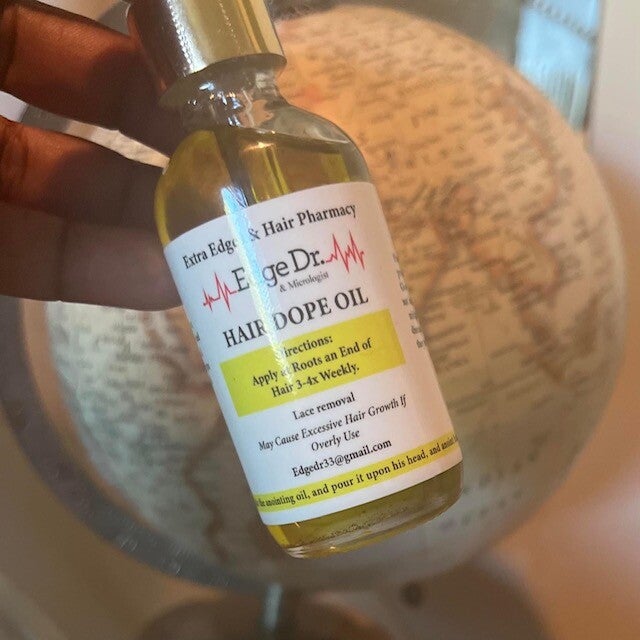 Extra Edges & Hair Pharmacy
Edge Dr.
& Micrologist
HAIR DOPE OIL
Directions:
Apply Roots an End of
Hair 3-4x Weekly.
Lace removal
May Cause Excessive Hair Growth If
Overly Use
Edgedr33@gmail.com
the anointing oil, and pour it upon his head, and anoint